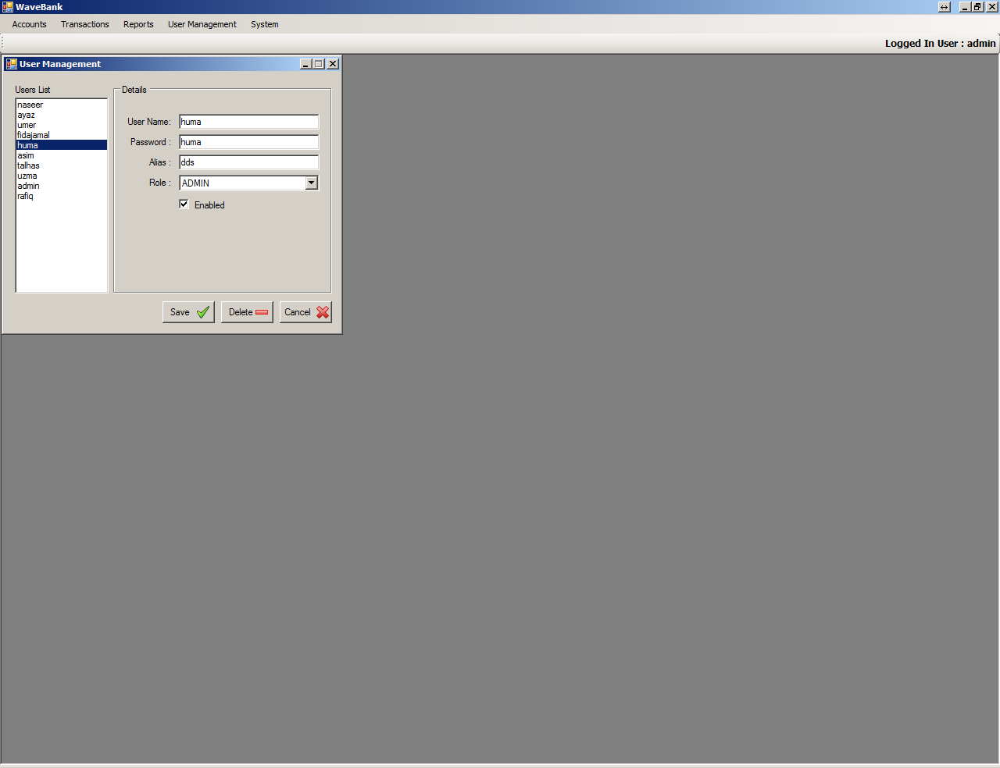 WaveBank
Accounts Transactions Reports User Management System
Logged In User : admin
User Management
Users List
naseer
ayaz
umer
fidajamal
huma
asim
talhas
uzma
admin
rafiq
Details
User Name: huma
Password : huma
Alias : dds
Role : ADMIN
Enabled
Save Delete Cancel